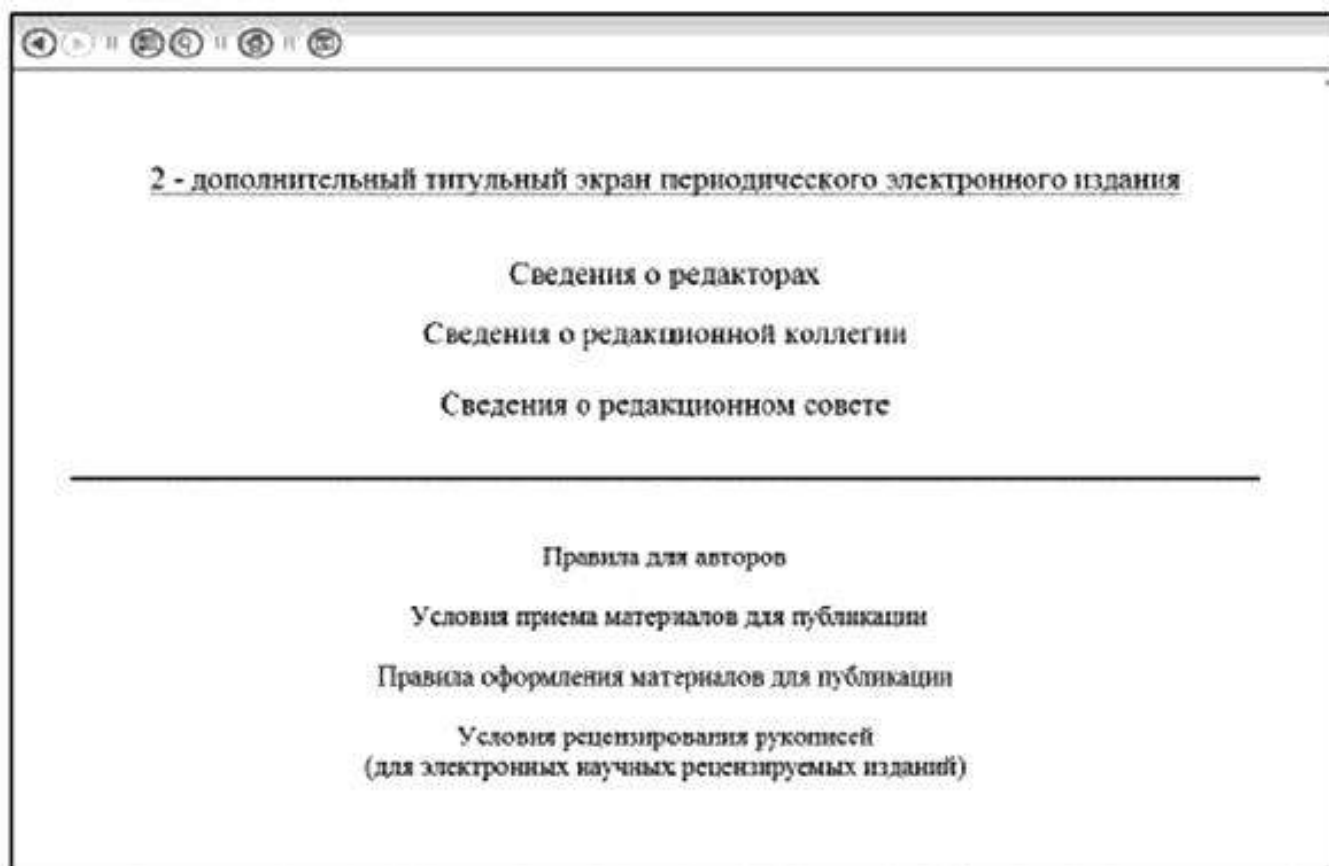 2 - дополнительный титульный экран периодического электронного издания
Сведения о редакторах
Сведения о редакционной коллегии
Сведения о редакционном совете
Правила для авторов
Условия приема материалов для публикации
Правила оформления материалов для публикации
Условия рецензирования рукописей
(для электронных научных рецензируемых изданий)